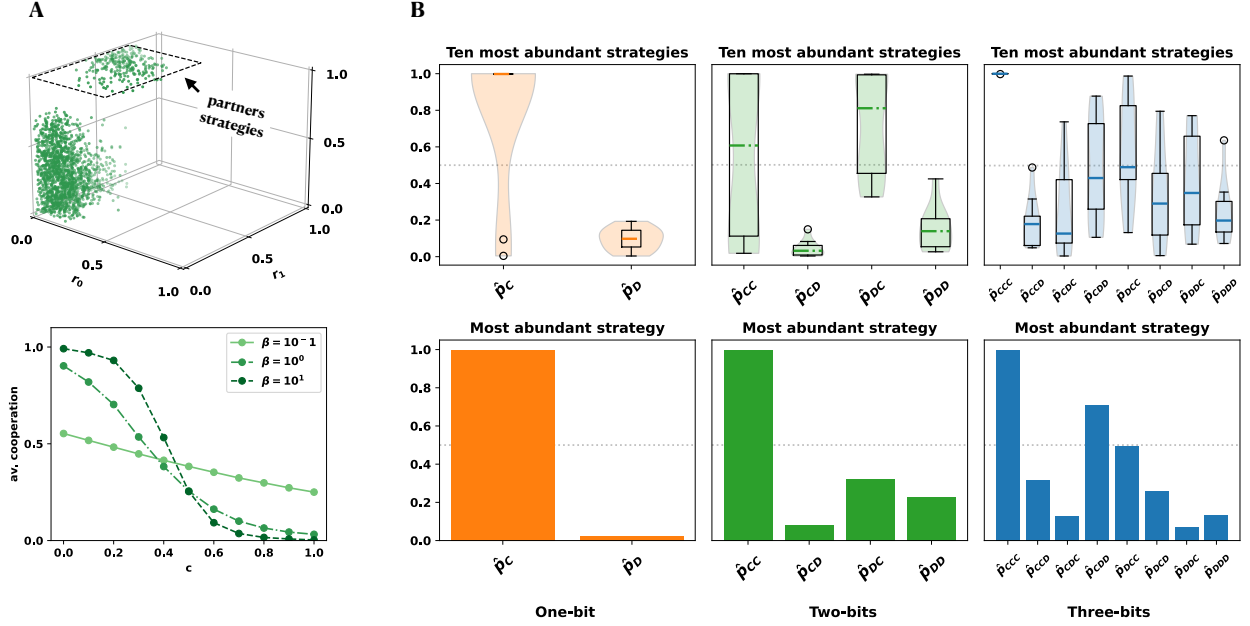 A
1.0
0.5
0.0
partners
strategies
0.0
0.5
1.0
r₀
0.0
0.5
1.0
r₁
1.0
0.5
0.0
av. cooperation
β = 10⁻1
β = 10⁰
β = 10¹
0.0 0.2 0.4 0.6 0.8 1.0
c
B
Ten most abundant strategies
Ten most abundant strategies
Ten most abundant strategies
1.0
0.8
0.6
0.4
0.2
0.0
p̂C p̂D
p̂CC p̂CD p̂DC p̂DD
p̂CCC p̂CCD p̂CDC p̂CDD p̂DCC p̂DCD p̂DDC p̂DDD
Most abundant strategy
Most abundant strategy
Most abundant strategy
1.0
0.8
0.6
0.4
0.2
0.0
p̂C p̂D
p̂CC p̂CD p̂DC p̂DD
p̂CCC p̂CCD p̂CDC p̂CDD p̂DCC p̂DCD p̂DDC p̂DDD
One-bit
Two-bits
Three-bits